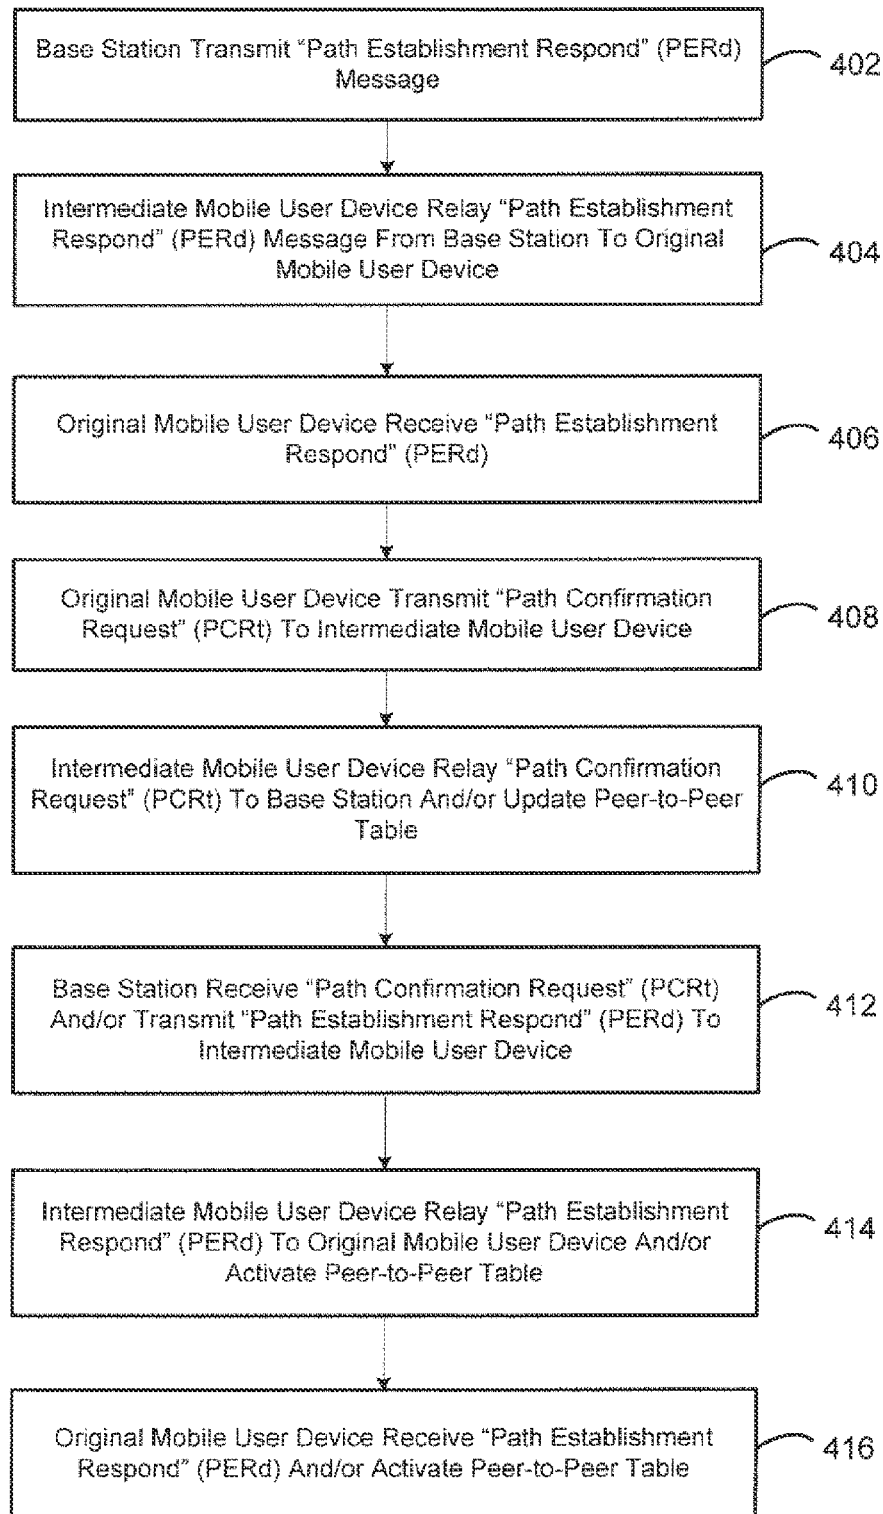 Base Station Transmit “Path Establishment Respond” (PERd)
Message
402
Intermediate Mobile User Device Relay “Path Establishment
Respond” (PERd) Message From Base Station To Original
Mobile User Device
404
Original Mobile User Device Receive “Path Establishment
Respond” (PERd)
406
Original Mobile User Device Transmit “Path Confirmation
Request” (PCRt) To Intermediate Mobile User Device
408
Intermediate Mobile User Device Relay “Path Confirmation
Request” (PCRt) To Base Station And/or Update Peer-to-Peer
Table
410
Base Station Receive “Path Confirmation Request” (PCRt)
And/or Transmit “Path Establishment Respond” (PERd) To
Intermediate Mobile User Device
412
Intermediate Mobile User Device Relay “Path Establishment
Respond” (PERd) To Original Mobile User Device And/or
Activate Peer-to-Peer Table
414
Original Mobile User Device Receive “Path Establishment
Respond” (PERd) And/or Activate Peer-to-Peer Table
416